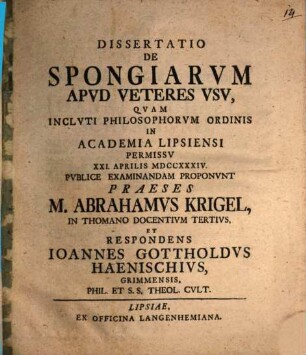 14
DISSERTATIO
DE
SPONGIARVM
APVD VETERES VSV,
QVAM
INCLVTI PHILOSOPHORVM ORDINIS
IN
ACADEMIA LIPSIENSI
PERMISSV
XXI. APRILIS MDCCXXXIV.
PVBLICE EXAMINANDAM PROPONVNT
PRAESES
M. ABRAHAMVS KRIGEL,
IN THOMANO DOCENTIVM TERTIVS,
ET
RESPONDENS
IOANNES GOTTHOLDVS
HAENISCHIVS,
GRIMMENSIS,
PHIL. ET S.S. THEOL. CVLT.
LIPSIAE,
EX OFFICINA LANGENHEMIANA.